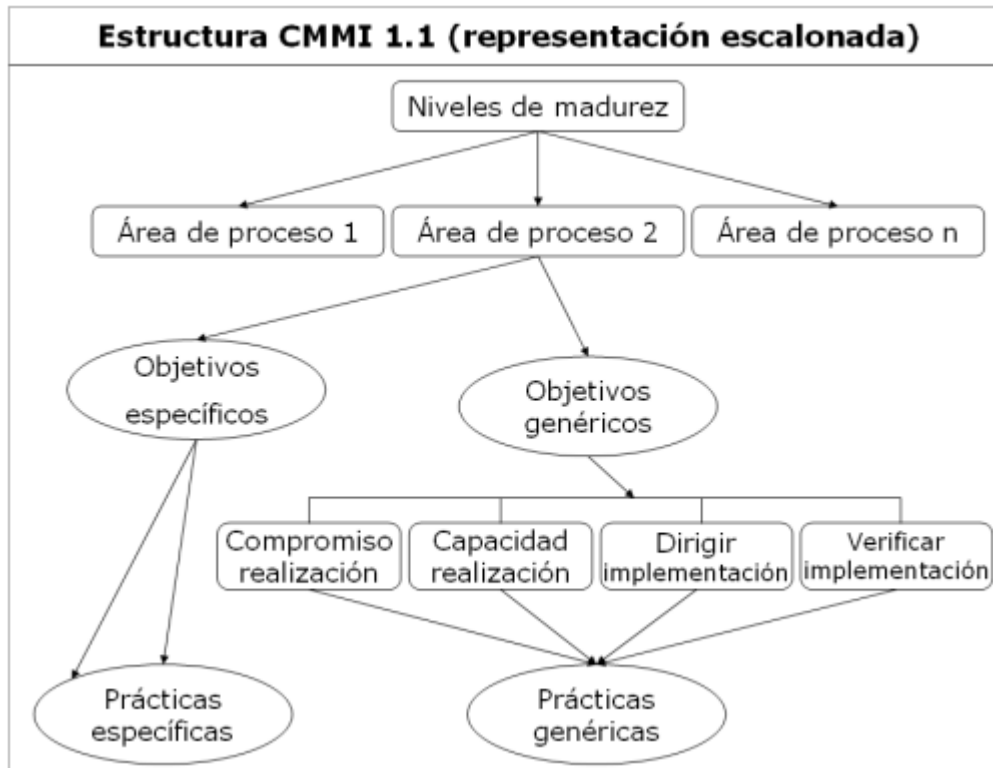 Estructura CMMI 1.1 (representación escalonada)
Niveles de madurez
Área de proceso 1
Área de proceso 2
Área de proceso n
Objetivos
específicos
Objetivos
genéricos
Compromiso
realización
Capacidad
realización
Dirigir
implementación
Verificar
implementación
Prácticas
específicas
Prácticas
genéricas